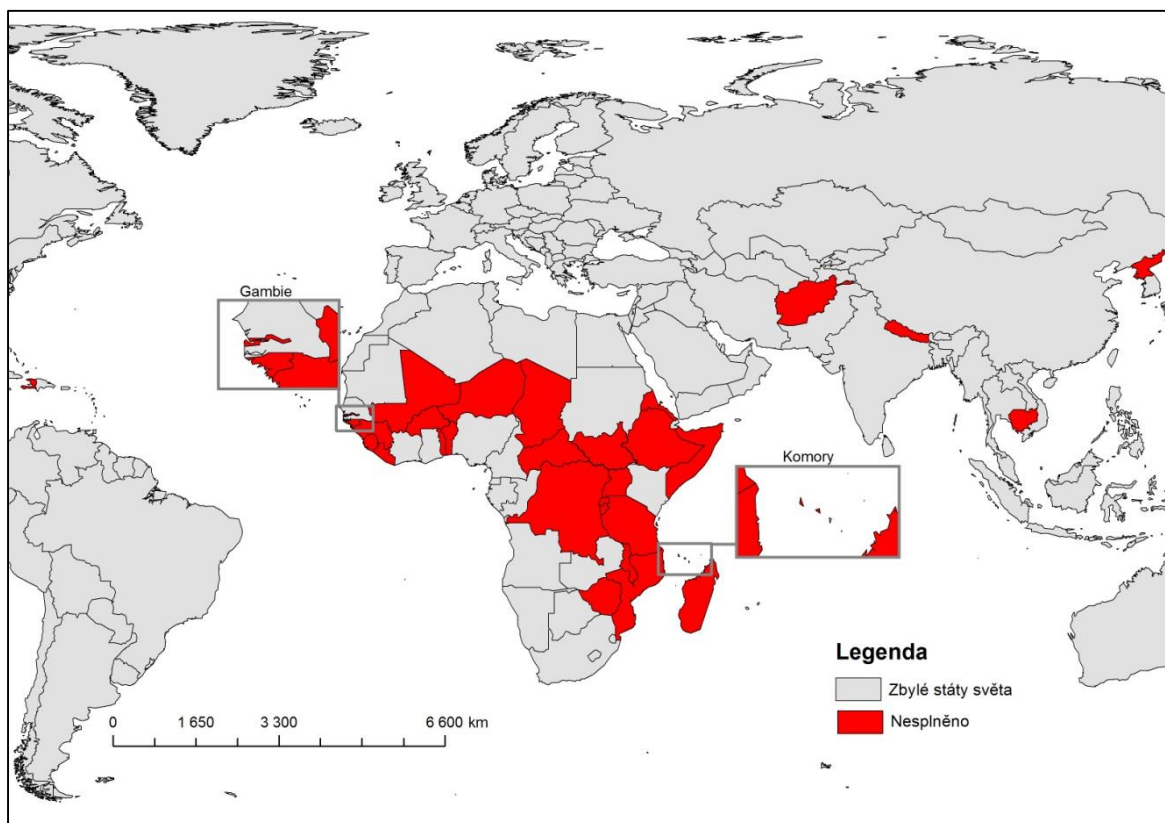 Gambie
Komory
Legenda
Zbylé státy světa
Nesplněno
0 1 650 3 300 6 600 km